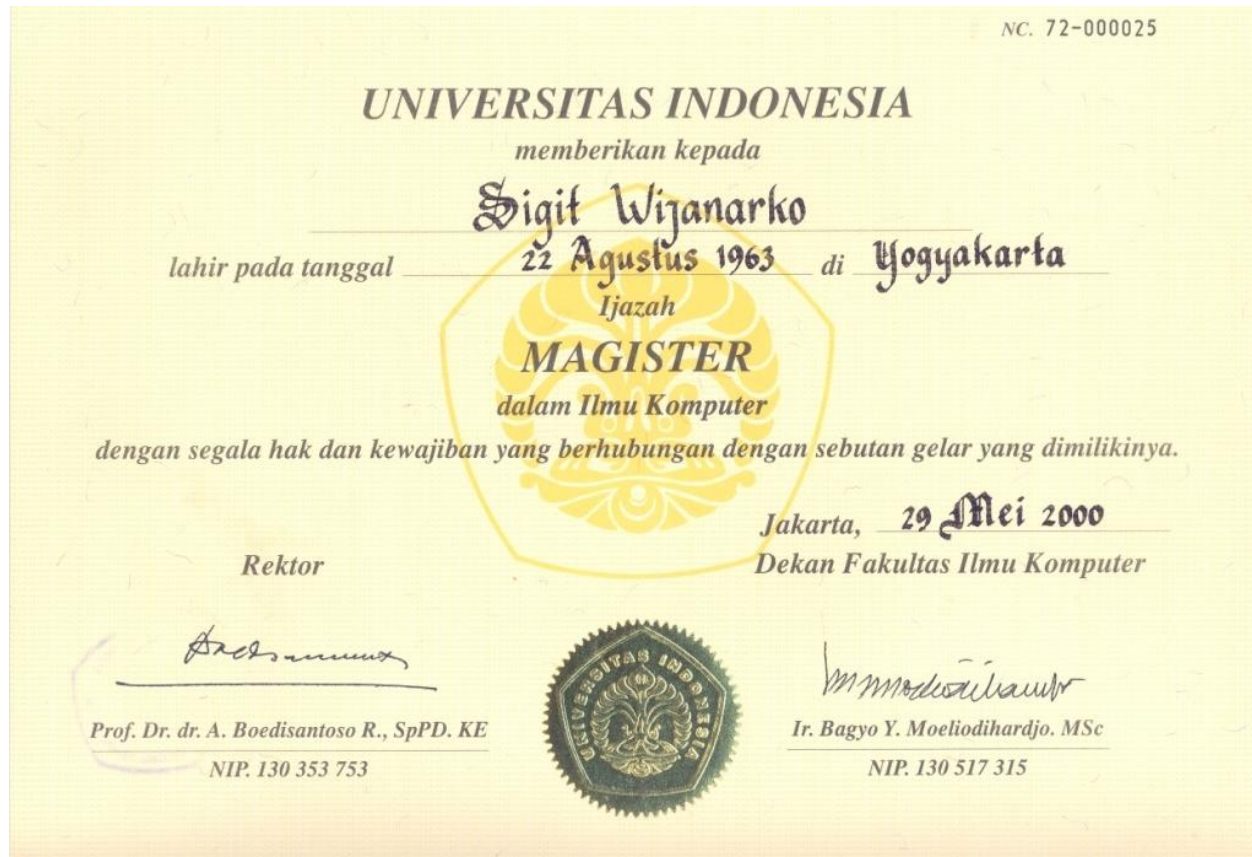 NC. 72-000025
UNIVERSITAS INDONESIA
memberikan kepada
Sigit Wijanarko
lahir pada tanggal 22 Agustus 1963 di Yogyakarta
Ijazah
MAGISTER
dalam Ilmu Komputer
dengan segala hak dan kewajiban yang berhubungan dengan sebutan gelar yang dimilikinya.
Jakarta, 29 Mei 2000
Rektor
Dekan Fakultas Ilmu Komputer
UNIVERSITAS INDONESIA
Prof. Dr. dr. A. Boedisantoso R., SpPD. KE
NIP. 130 353 753
Ir. Bagyo Y. Moeliodihardjo. MSc
NIP. 130 517 315